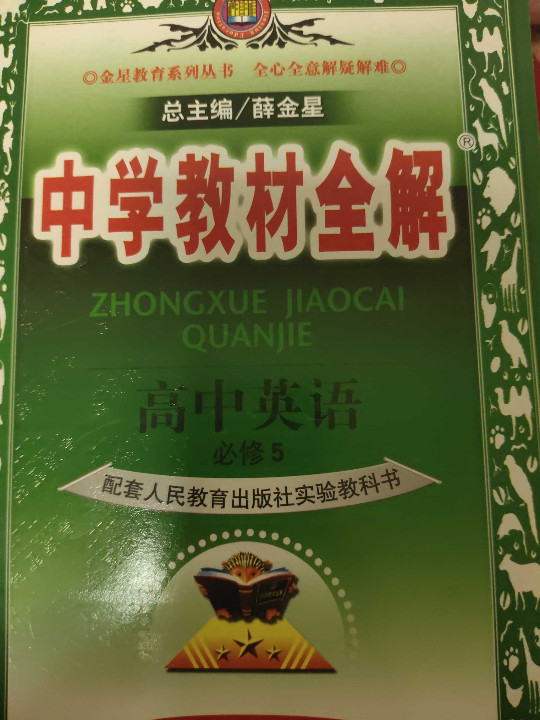 ◎金星教育系列丛书 全心全意解疑解难◎
总主编/薛金星
中学教材全解®
ZHONGXUE JIAOCAI
QUANJIE
高中英语
必修5
配套人民教育出版社实验教科书